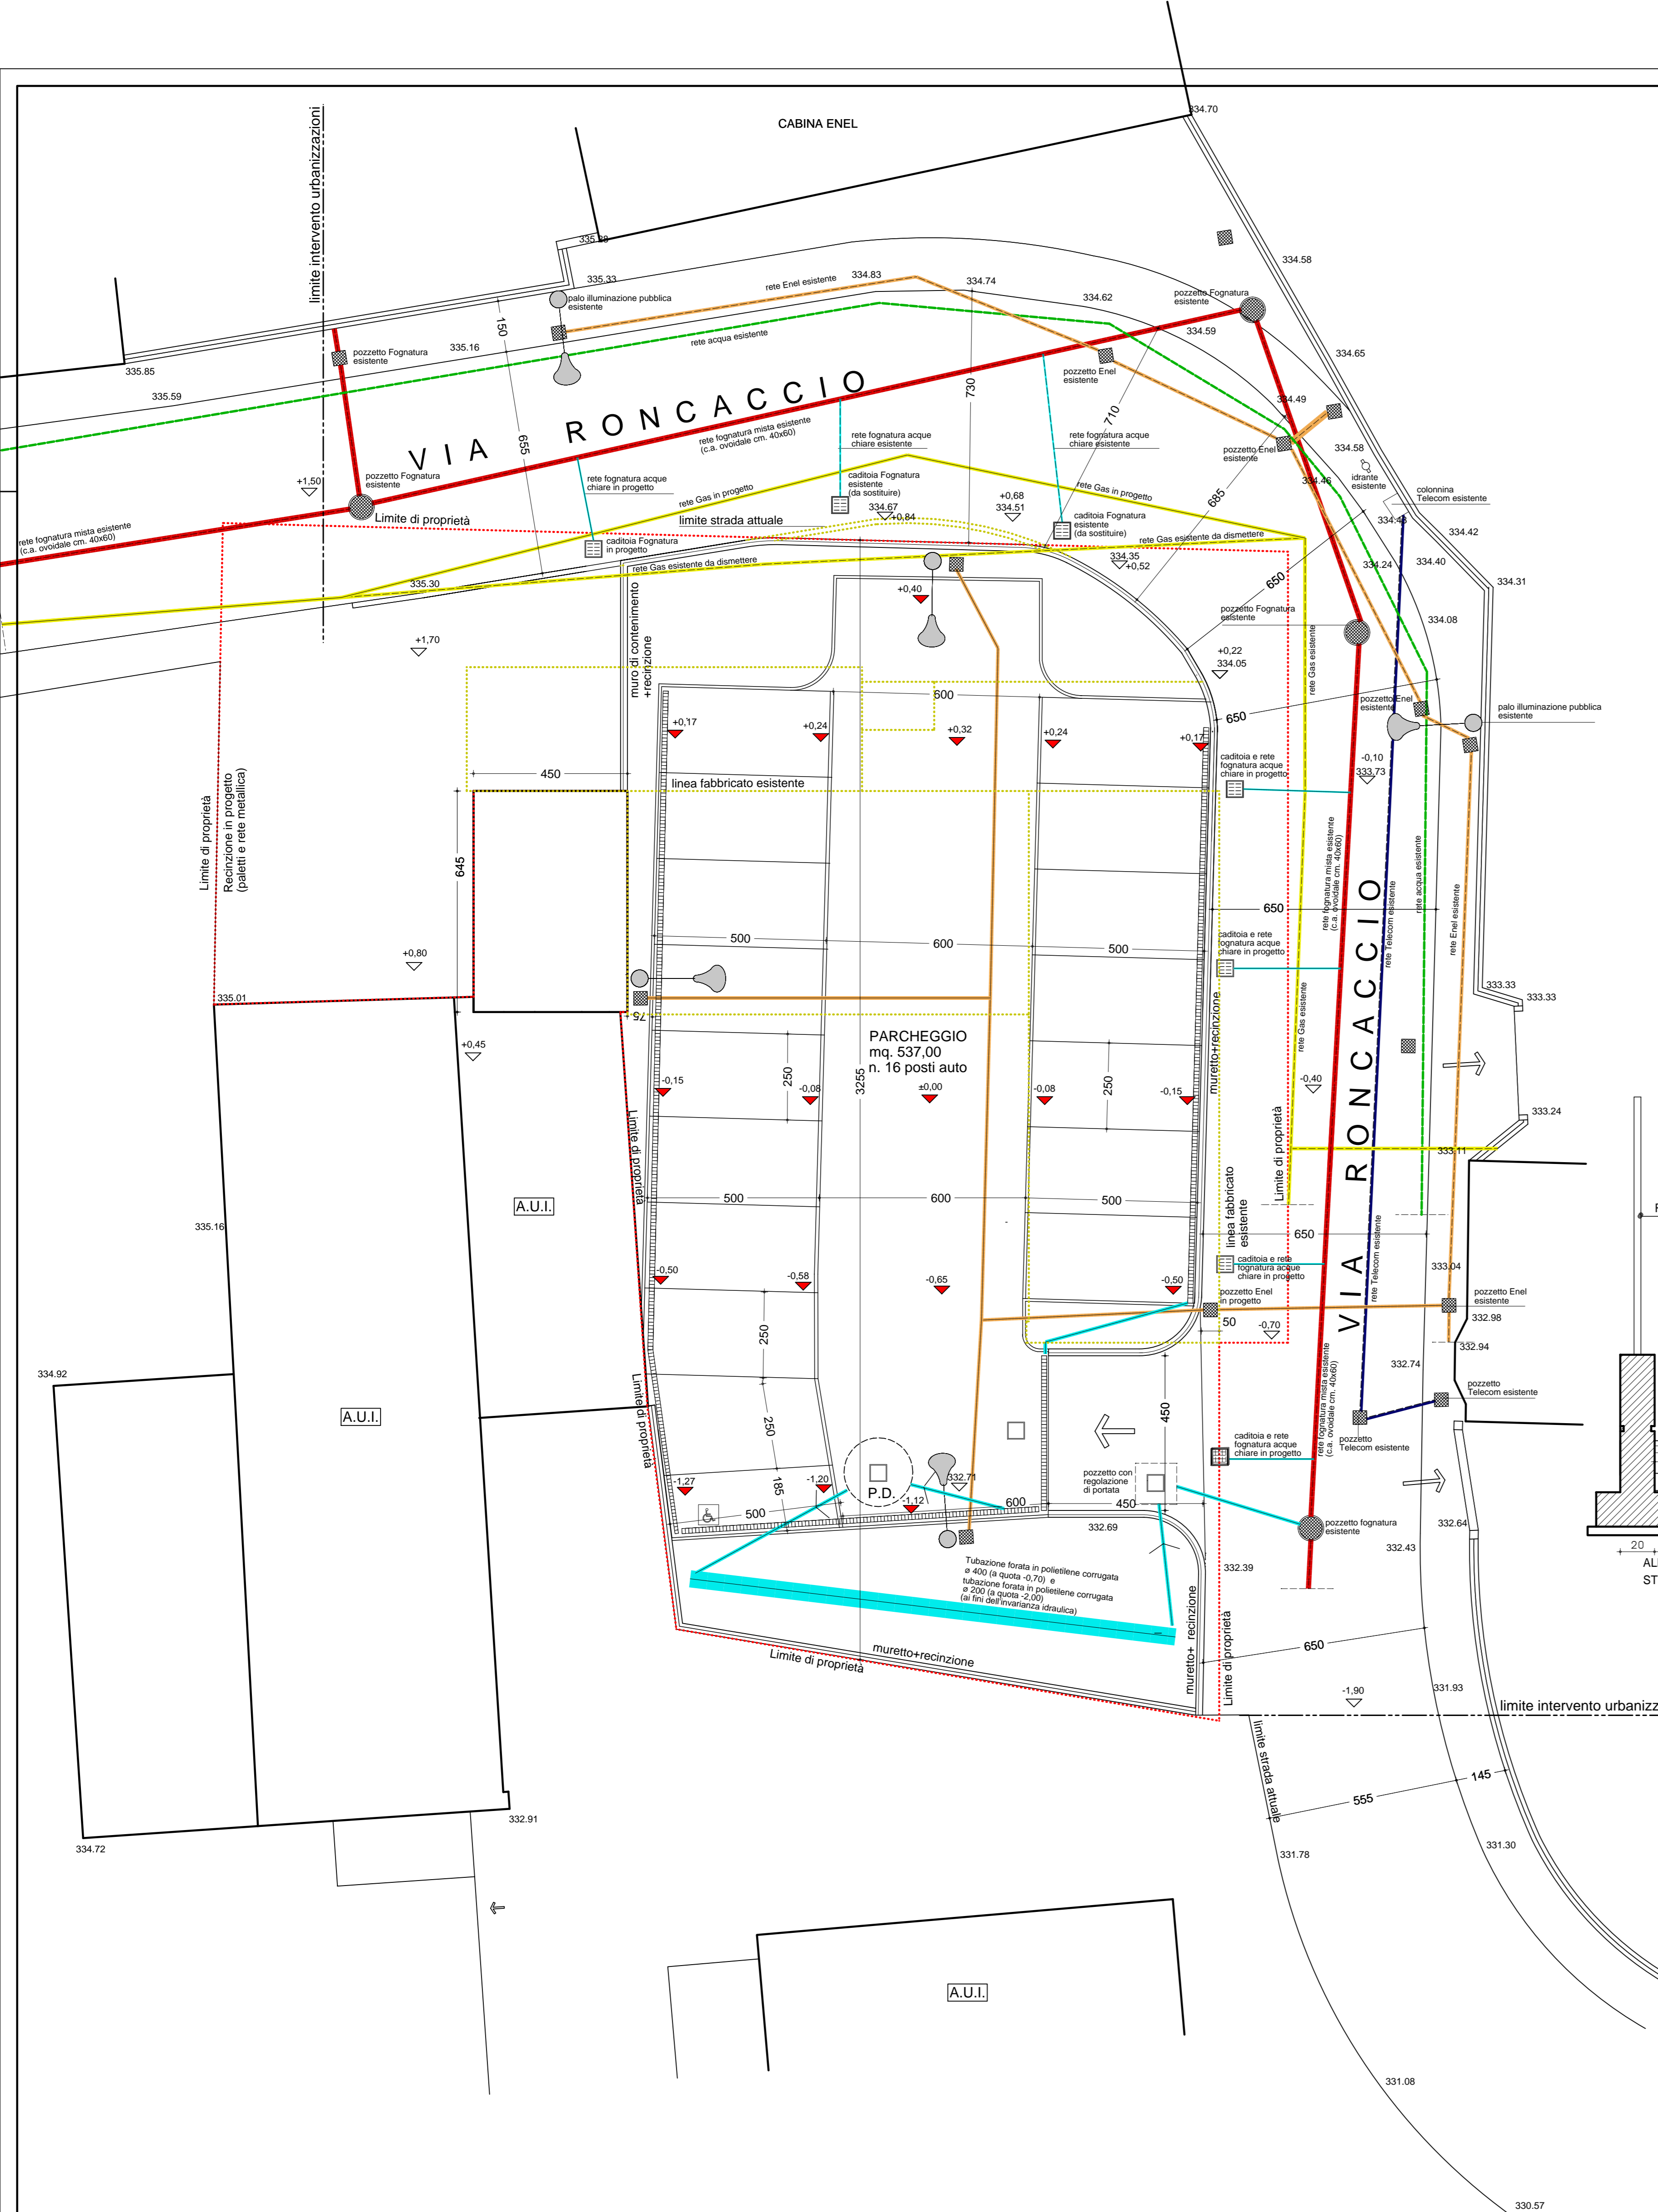 334.70
CABINA ENEL
limite intervento urbanizzazioni
335.33
334.83
334.74
334.58
rete Enel esistente
334.62
pozzetto Fognatura
esistente
palo illuminazione pubblica
esistente
150
334.59
335.16
rete acqua esistente
pozzetto Fognatura
esistente
334.65
335.85
pozzetto Enel
esistente
335.59
730
710
334.49
VIA RONCACCIO
655
rete fognatura mista esistente
(c.a. ovoidale cm. 40x60)
rete fognatura acque
chiare esistente
rete fognatura acque
chiare esistente
334.58
pozzetto Enel
esistente
334.46
idrante
esistente
pozzetto Fognatura
esistente
+1,50
rete fognatura acque
chiare in progetto
caditoia Fognatura
esistente
(da sostituire)
rete Gas in progetto
rete Gas in progetto
685
colonnina
Telecom esistente
+0,68
334.51
334.67
+0,84
Limite di proprietà
limite strada attuale
caditoia Fognatura
esistente
(da sostituire)
334.42
rete fognatura mista esistente
(c.a. ovoidale cm. 40x60)
caditoia Fognatura
in progetto
rete Gas esistente da dismettere
rete Gas esistente da dismettere
334.35
+0,52
334.40
334.24
335.30
650
334.31
+0,40
pozzetto Fognatura
esistente
334.08
muro di contenimento
+recinzione
+1,70
+0,22
334.05
rete Gas esistente
600
pozzetto Enel
esistente
palo illuminazione pubblica
esistente
650
+0,17
+0,24
+0,32
+0,24
+0,17
-0,10
333.73
caditoia e rete
fognatura acque
chiare in progetto
450
linea fabbricato esistente
Limite di proprietà
Recinzione in progetto
(paletti e rete metallica)
645
rete fognatura mista esistente
(c.a. ovoidale cm. 40x60)
VIA RONCACCIO
rete acqua esistente
rete Telecom esistente
rete Enel esistente
650
500
600
500
caditoia e rete
fognatura acque
chiare in progetto
+0,80
335.01
333.33
333.33
75
muretto+recinzione
rete Gas esistente
+0,45
PARCHEGGIO
mq. 537,00
n. 16 posti auto
250
3255
250
-0,15
-0,08
±0,00
-0,08
-0,15
-0,40
Limite di proprietà
Limite di proprietà
333.24
333.11
A.U.I.
500
600
500
linea fabbricato
esistente
335.16
650
rete Telecom esistente
caditoia e rete
fognatura acque
chiare in progetto
333.04
-0,50
-0,58
-0,65
-0,50
pozzetto Enel
in progetto
pozzetto Enel
esistente
332.98
50
-0,70
250
332.94
334.92
332.74
rete fognatura mista esistente
(c.a. ovoidale cm. 40x60)
pozzetto
Telecom esistente
Limite di proprietà
A.U.I.
250
450
caditoia e rete
fognatura acque
chiare in progetto
pozzetto
Telecom esistente
pozzetto con
regolazione
di portata
332.71
-1,27
185
-1,20
P.D.
-1,12
600
450
500
332.69
pozzetto fognatura
esistente
332.64
332.43
20
Tubazione forata in polietilene corrugata
ø 400 (a quota -0,70) e
tubazione forata in polietilene corrugata
ø 200 (a quota -2,00)
(ai fini dell'invarianza idraulica)
332.39
muretto+ recinzione
Limite di proprietà
muretto+recinzione
Limite di proprietà
650
-1,90
331.93
limite intervento urbanizz
limite strada attuale
145
555
332.91
334.72
331.30
331.78
A.U.I.
331.08
330.57